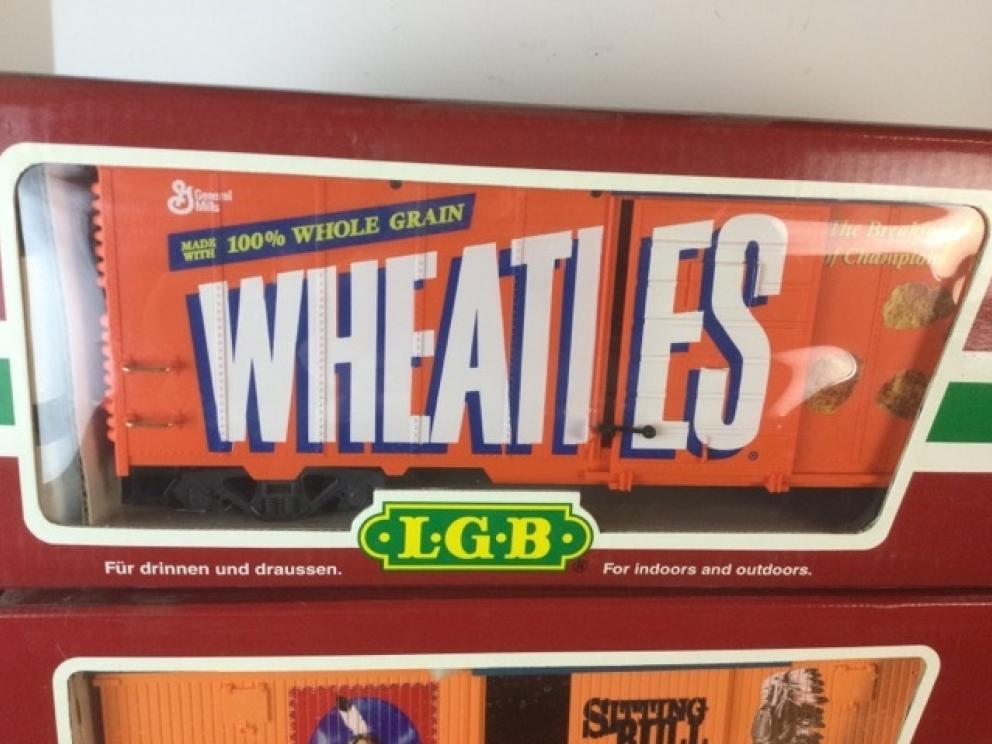 General
Mills
MADE
WITH
100% WHOLE GRAIN
WHEATIES®
The Breakfast
of Champions
L·G·B®
Für drinnen und draussen.
For indoors and outdoors.
SITTING
BULL